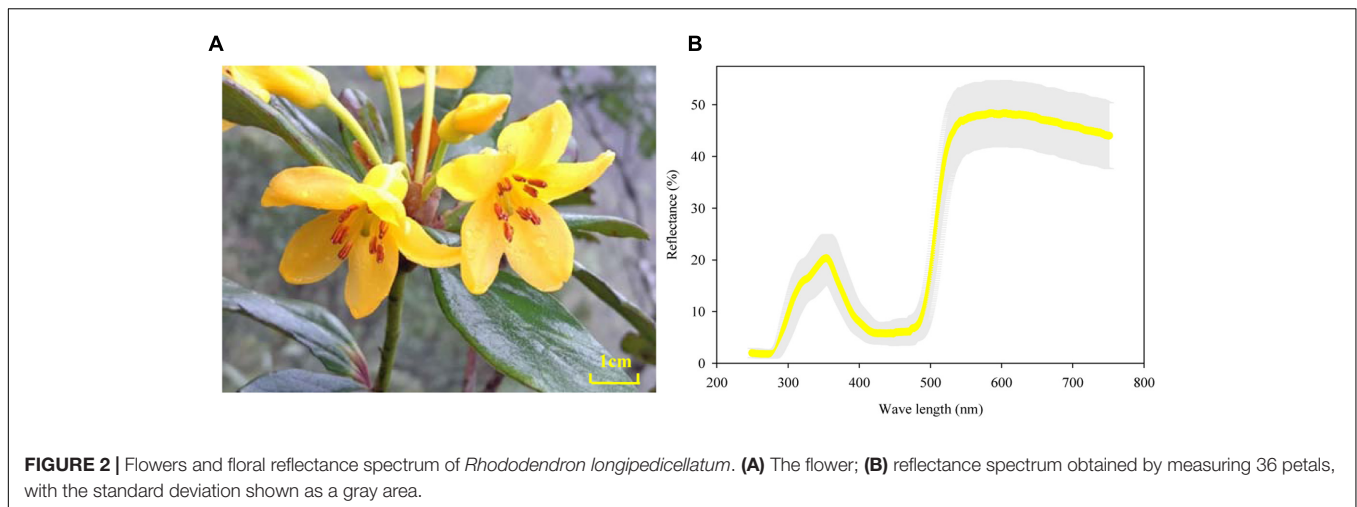 A
B
1cm
Reflectance (%)
50
40
30
20
10
0
200 300 400 500 600 700 800
Wave length (nm)
FIGURE 2 | Flowers and floral reflectance spectrum of Rhododendron longipedicellatum. (A) The flower; (B) reflectance spectrum obtained by measuring 36 petals,
with the standard deviation shown as a gray area.